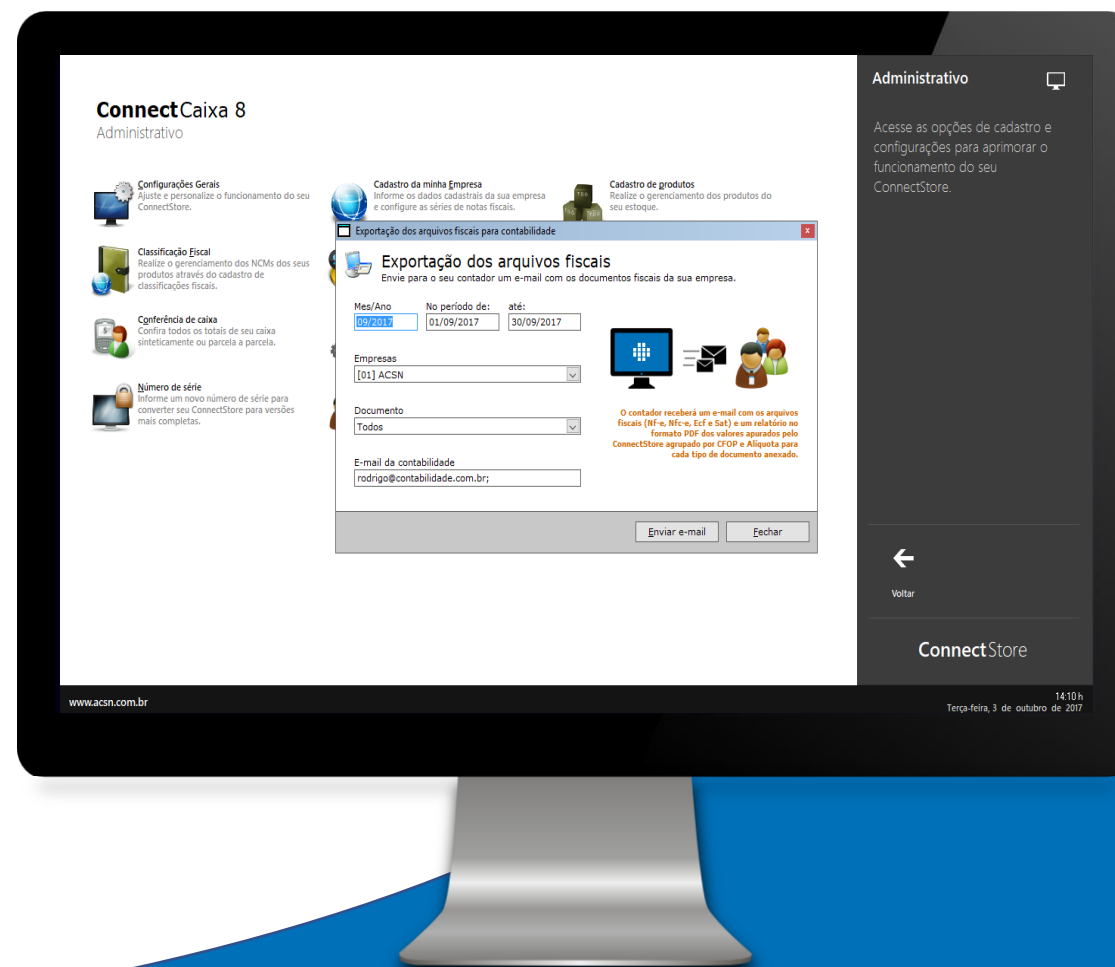 ConnectCaixa 8
Administrativo
Configurações Gerais
Ajuste e personalize o funcionamento do seu
ConnectStore.
Cadastro da minha Empresa
Informe os dados cadastrais da sua empresa
e configure as séries de notas fiscais.
Cadastro de produtos
Realize o gerenciamento dos produtos do
seu estoque.
Classificação Fiscal
Realize o gerenciamento dos NCMs dos seus
produtos através do cadastro de
classificações fiscais.
Conferência de caixa
Confira todos os totais de seu caixa
sinteticamente ou parcela a parcela.
Número de série
Informe um novo número de série para
converter seu ConnectStore para versões
mais completas.
Exportação dos arquivos fiscais para contabilidade
x
Exportação dos arquivos fiscais
Envie para o seu contador um e-mail com os documentos fiscais da sua empresa.
Mes/Ano No período de: até:
09/2017 01/09/2017 30/09/2017
Empresas
[01] ACSN
Documento
Todos
E-mail da contabilidade
rodrigo@contabilidade.com.br;
O contador receberá um e-mail com os arquivos
fiscais (Nf-e, Nfc-e, Ecf e Sat) e um relatório no
formato PDF dos valores apurados pelo
ConnectStore agrupado por CFOP e Alíquota para
cada tipo de documento anexado.
Enviar e-mail Fechar
Administrativo
Acesse as opções de cadastro e
configurações para aprimorar o
funcionamento do seu
ConnectStore.
Voltar
ConnectStore
www.acsn.com.br
14:10 h
Terça-feira, 3 de outubro de 2017